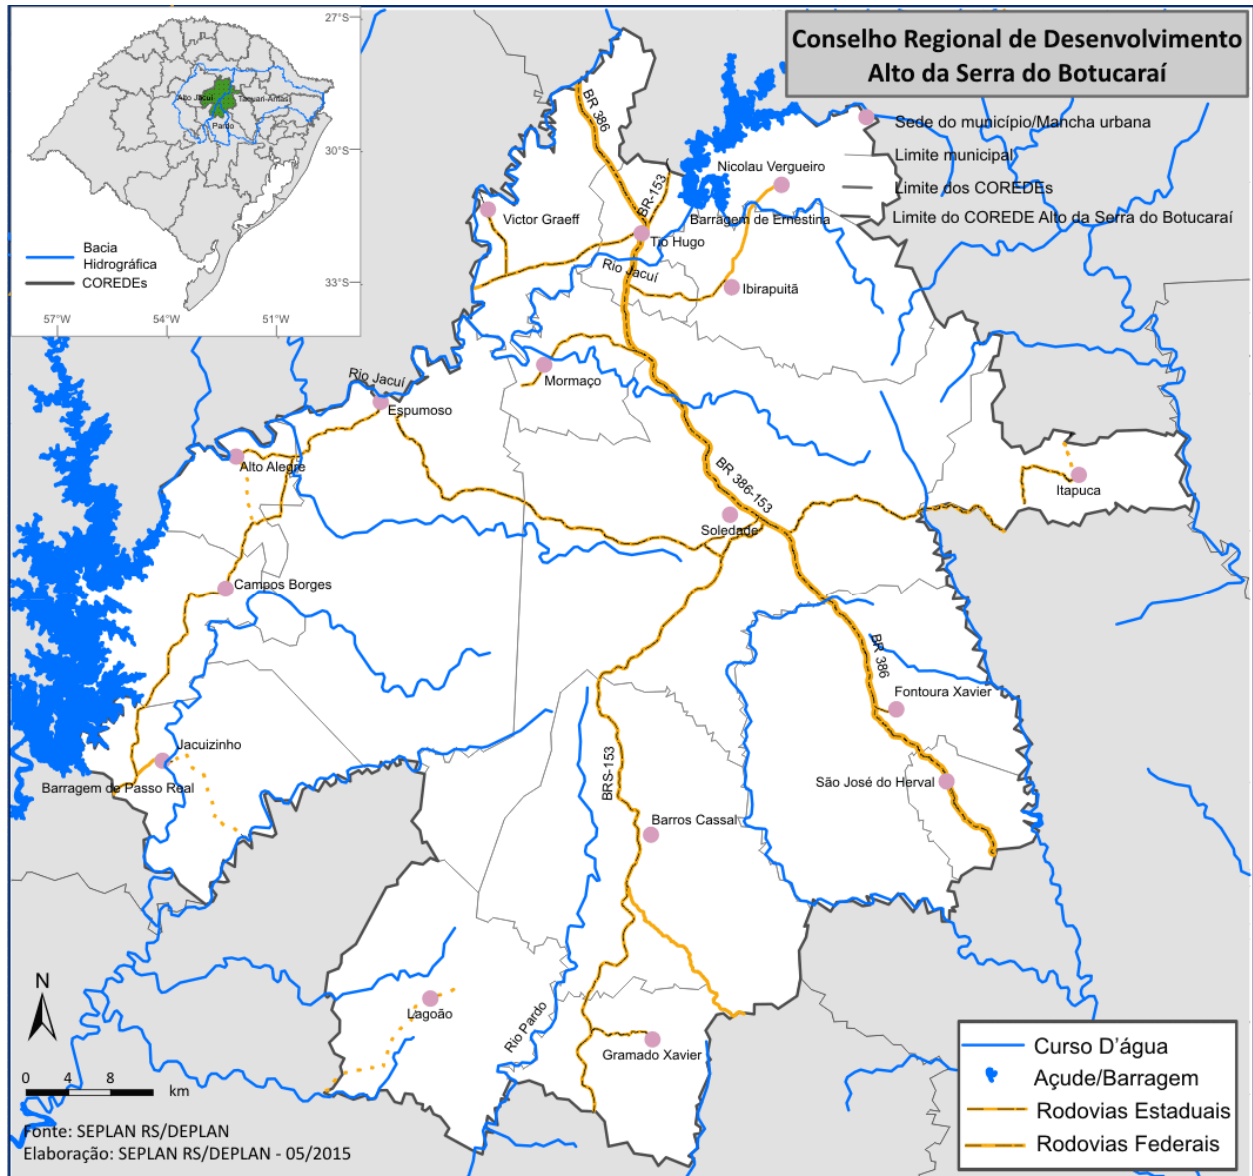 Conselho Regional de Desenvolvimento
Alto da Serra do Botucaraí
27°S
30°S
33°S
57°W
54°W
51°W
Alto Jacuí
Taquari-Antas
Pardo
Bacia
Hidrográfica
COREDEs
Sede do município/Mancha urbana
Limite municipal
Limite dos COREDEs
Limite do COREDE Alto da Serra do Botucaraí
BR 386
BR-153
Nicolau Vergueiro
Victor Graeff
Barragem de Ernestina
Tio Hugo
Rio Jacuí
Ibirapuitã
Mormaço
Rio Jacuí
Espumoso
Alto Alegre
BR 386-153
Itapuca
Soledade
Campos Borges
BR 386
Fontoura Xavier
Jacuizinho
Barragem de Passo Real
São José do Herval
BRS-153
Barros Cassal
Lagoão
Rio Pardo
Gramado Xavier
N
0 4 8 km
Fonte: SEPLAN RS/DEPLAN
Elaboração: SEPLAN RS/DEPLAN - 05/2015
Curso D'água
Açude/Barragem
Rodovias Estaduais
Rodovias Federais